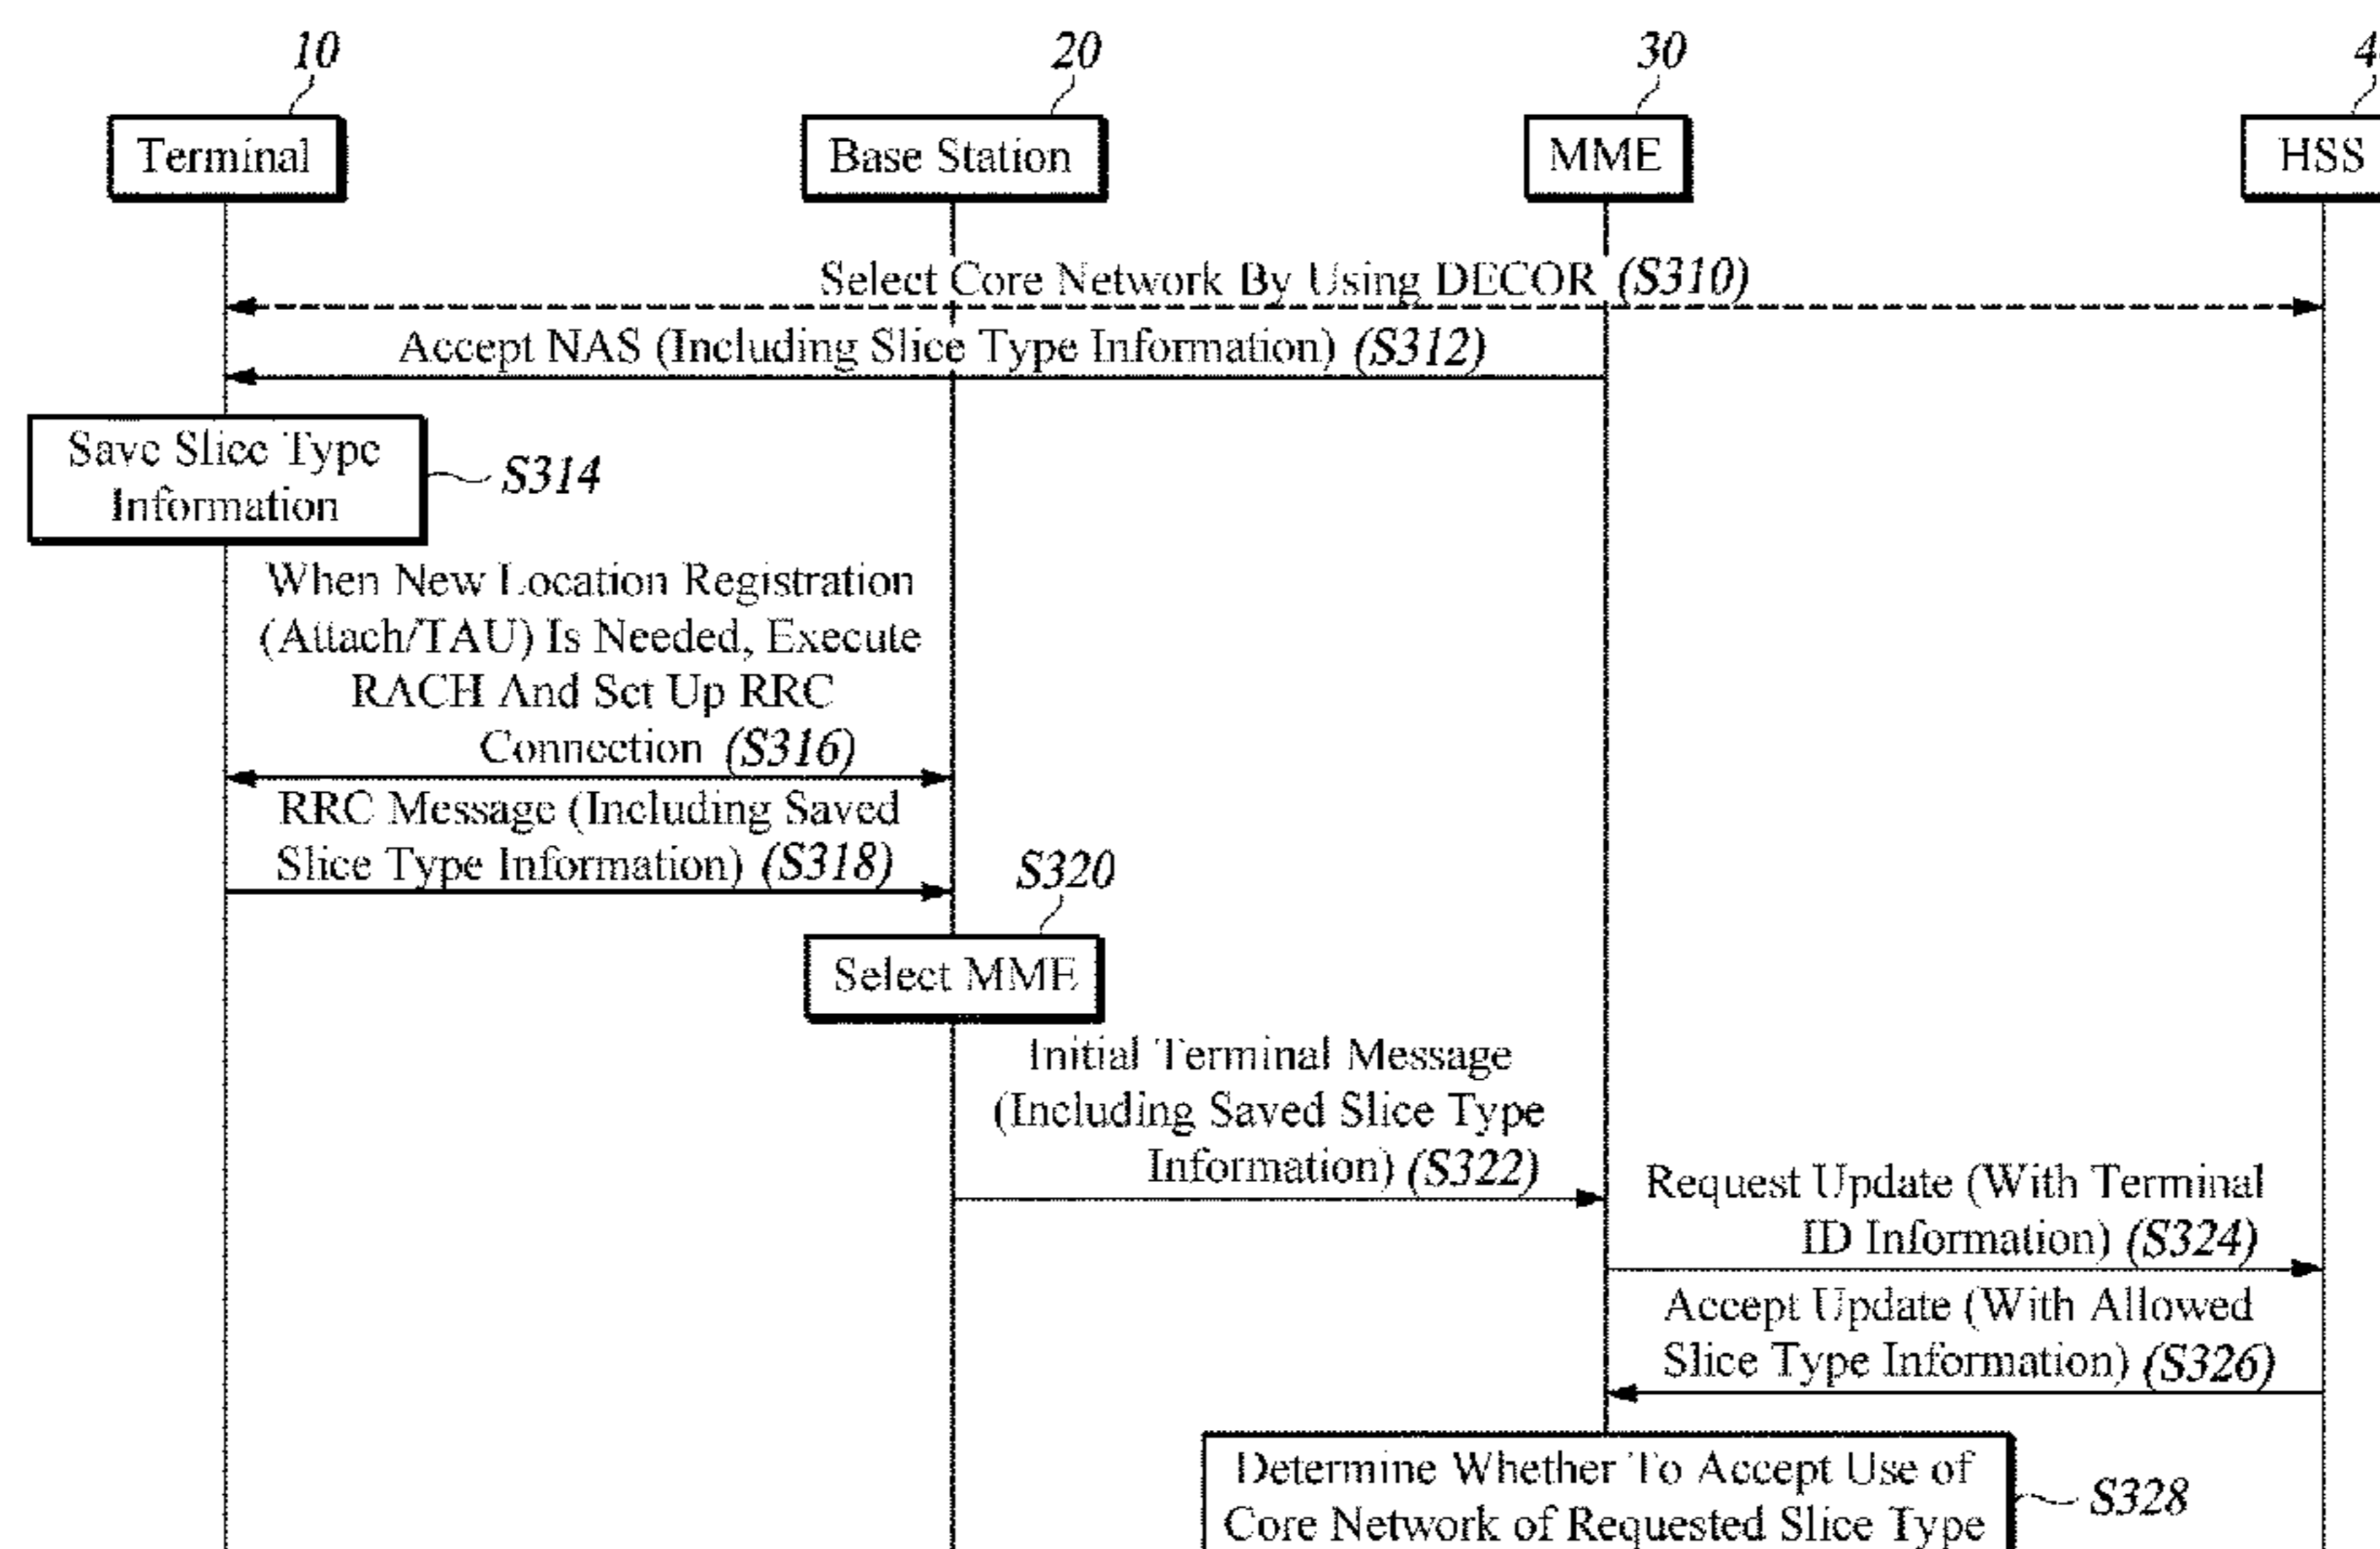 10
20
30
4
Terminal
Base Station
MME
HSS
Select Core Network By Using DECOR (S310)
Accept NAS (Including Slice Type Information) (S312)
Save Slice Type
Information
S314
When New Location Registration
(Attach/TAU) Is Needed, Execute
RACH And Set Up RRC
Connection (S316)
RRC Message (Including Saved
Slice Type Information) (S318)
S320
Select MME
Initial Terminal Message
(Including Saved Slice Type
Information) (S322)
Request Update (With Terminal
ID Information) (S324)
Accept Update (With Allowed
Slice Type Information) (S326)
Determine Whether To Accept Use of
Core Network of Requested Slice Type
S328